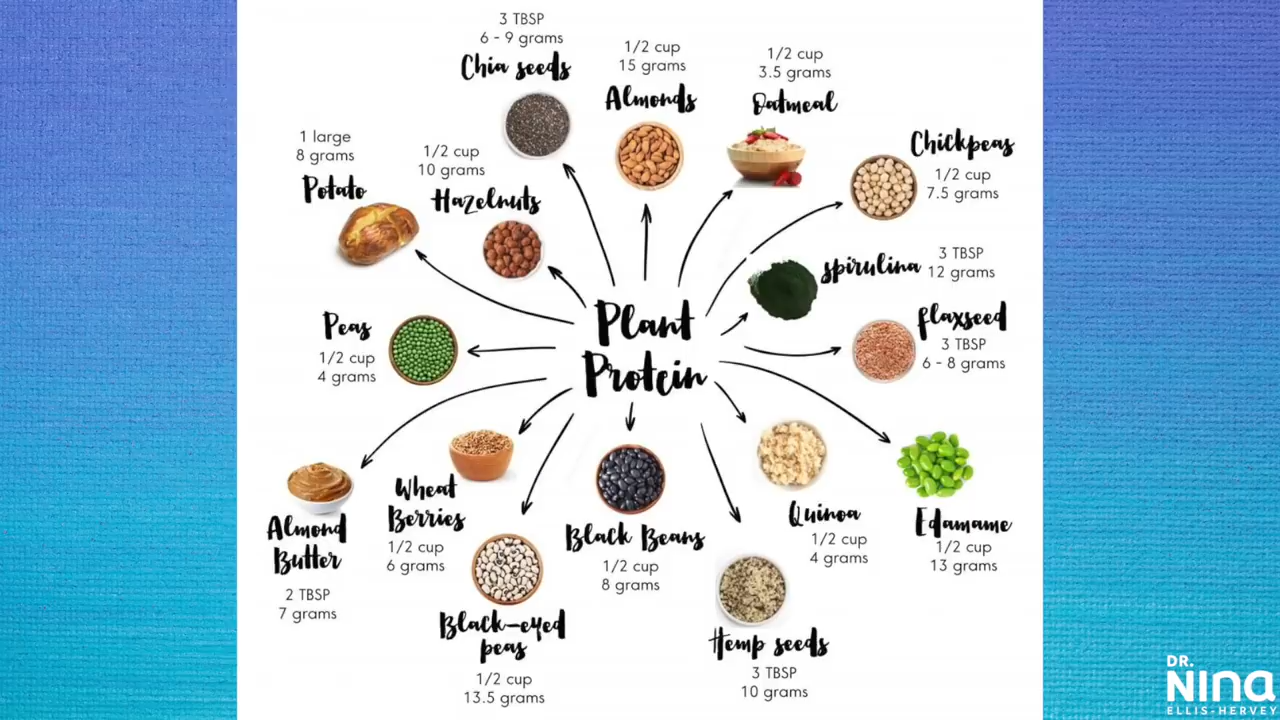 3 TBSP
6 - 9 grams
Chia seeds
1/2 cup
15 grams
Almonds
1/2 cup
3.5 grams
Oatmeal
Chickpeas
1/2 cup
7.5 grams
1 large
8 grams
Potato
1/2 cup
10 grams
Hazelnuts
spirulina
3 TBSP
12 grams
flaxseed
3 TBSP
6 - 8 grams
Plant
Protein
Peas
1/2 cup
4 grams
Almond
Butter
2 TBSP
7 grams
Wheat
Berries
1/2 cup
6 grams
Black-eyed
peas
1/2 cup
13.5 grams
Black Beans
1/2 cup
8 grams
Hemp seeds
3 TBSP
10 grams
Quinoa
1/2 cup
4 grams
Edamame
1/2 cup
13 grams
DR.
Nina
ELLIS-HERVEY